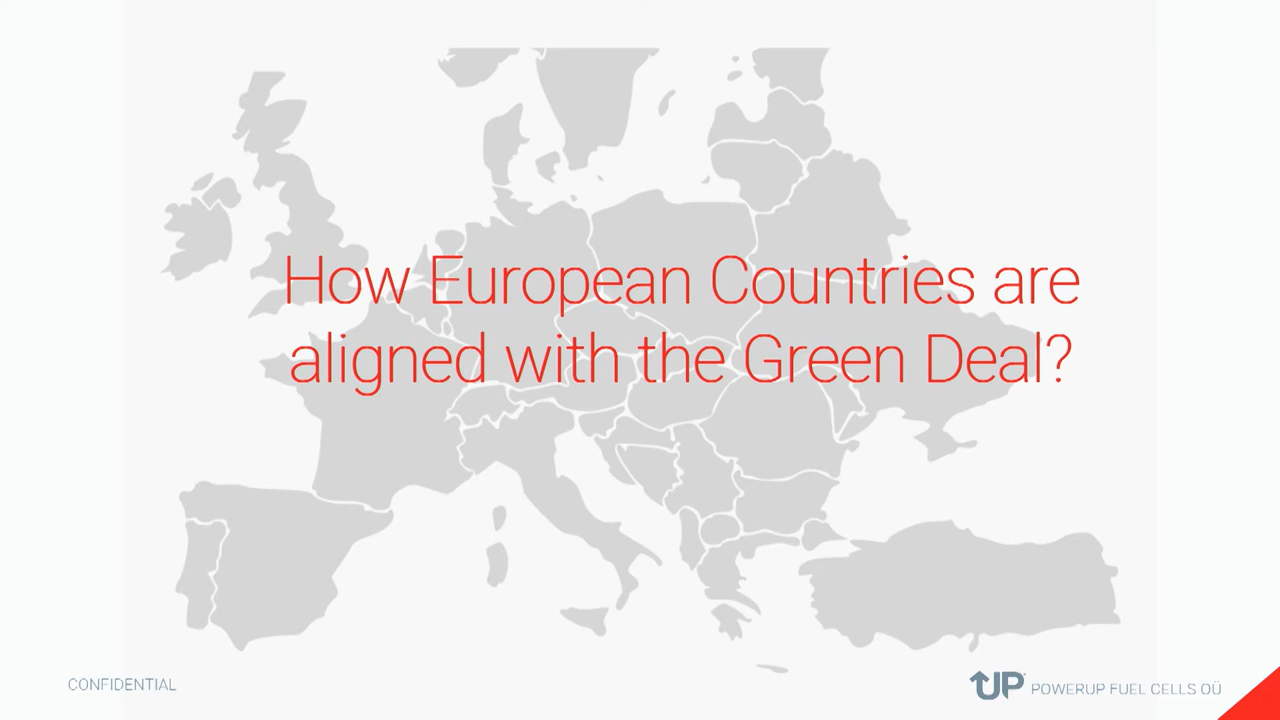 How European Countries are
aligned with the Green Deal?
CONFIDENTIAL
UP POWERUP FUEL CELLS OÜ